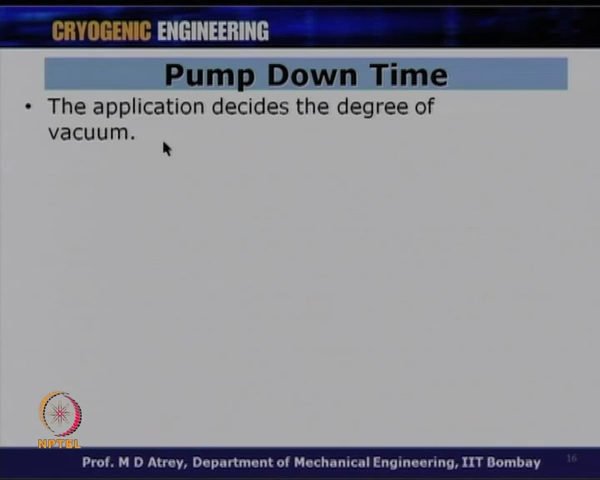 CRYOGENIC ENGINEERING
Pump Down Time
• The application decides the degree of
vacuum.
NPTEL
Prof. M D Atrey, Department of Mechanical Engineering, IIT Bombay
16